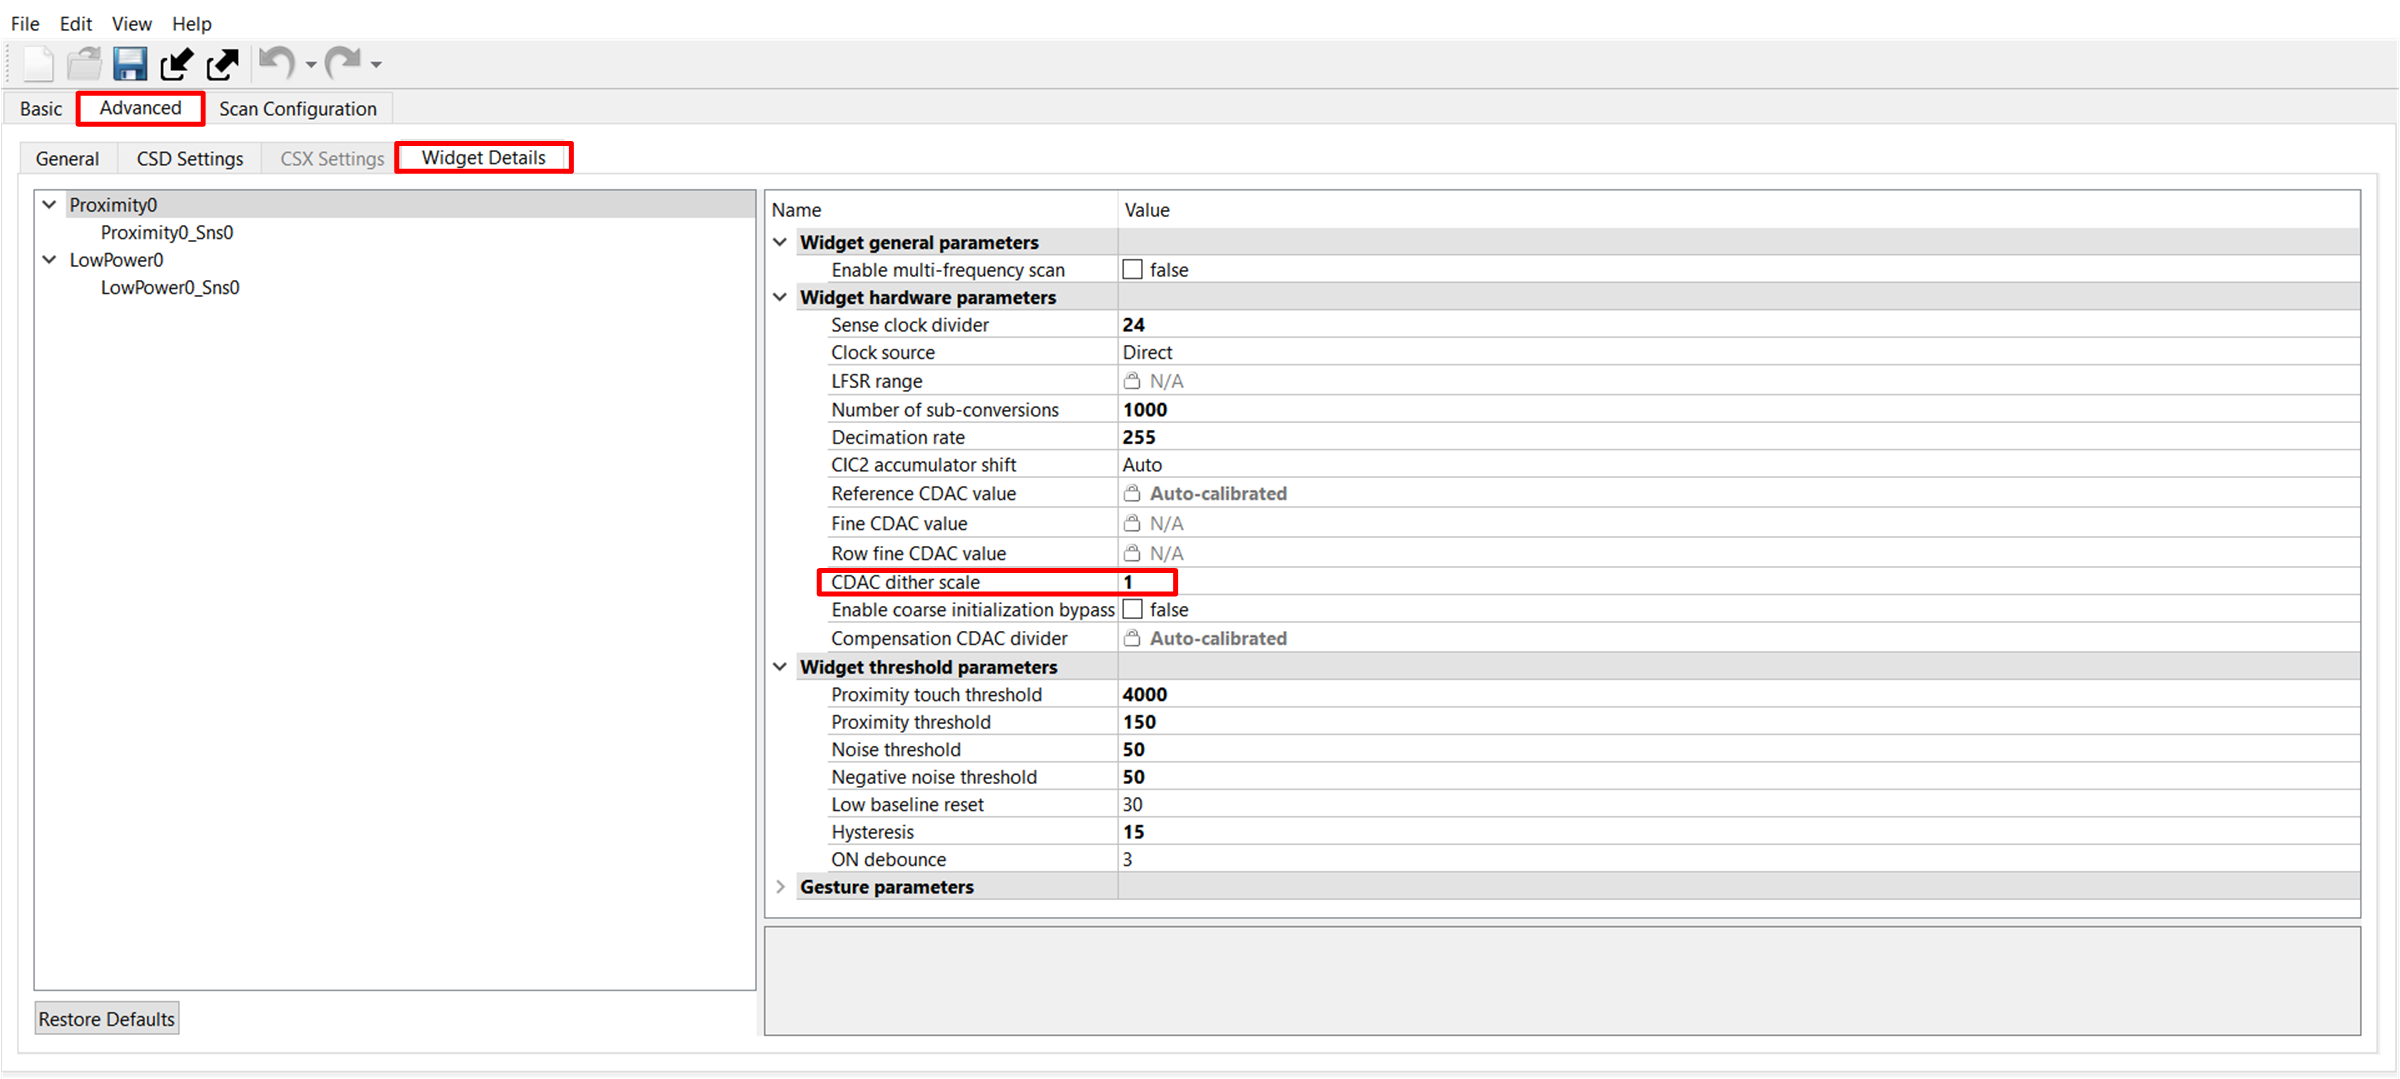 File Edit View Help
Basic Advanced Scan Configuration
General CSD Settings CSX Settings Widget Details
Proximity0
Proximity0_Sns0
LowPower0
LowPower0_Sns0
Restore Defaults
Name Value
Widget general parameters
Enable multi-frequency scan false
Widget hardware parameters
Sense clock divider 24
Clock source Direct
LFSR range N/A
Number of sub-conversions 1000
Decimation rate 255
CIC2 accumulator shift Auto
Reference CDAC value Auto-calibrated
Fine CDAC value N/A
Row fine CDAC value N/A
CDAC dither scale 1
Enable coarse initialization bypass false
Compensation CDAC divider Auto-calibrated
Widget threshold parameters
Proximity touch threshold 4000
Proximity threshold 150
Noise threshold 50
Negative noise threshold 50
Low baseline reset 30
Hysteresis 15
ON debounce 3
Gesture parameters